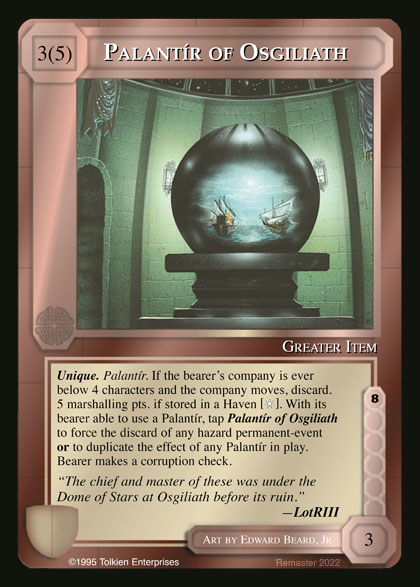 3(5)
PALANTÍR OF OSGILIATH
GREATER ITEM
Unique. Palantír. If the bearer's company is ever
below 4 characters and the company moves, discard.
5 marshalling pts. if stored in a Haven [☼]. With its
bearer able to use a Palantír, tap Palantír of Osgiliath
to force the discard of any hazard permanent-event
or to duplicate the effect of any Palantír in play.
Bearer makes a corruption check.
“The chief and master of these was under the
Dome of Stars at Osgiliath before its ruin.”
—LotRIII
8
ART BY EDWARD BEARD, JR
3
©1995 Tolkien Enterprises
Remaster 2022